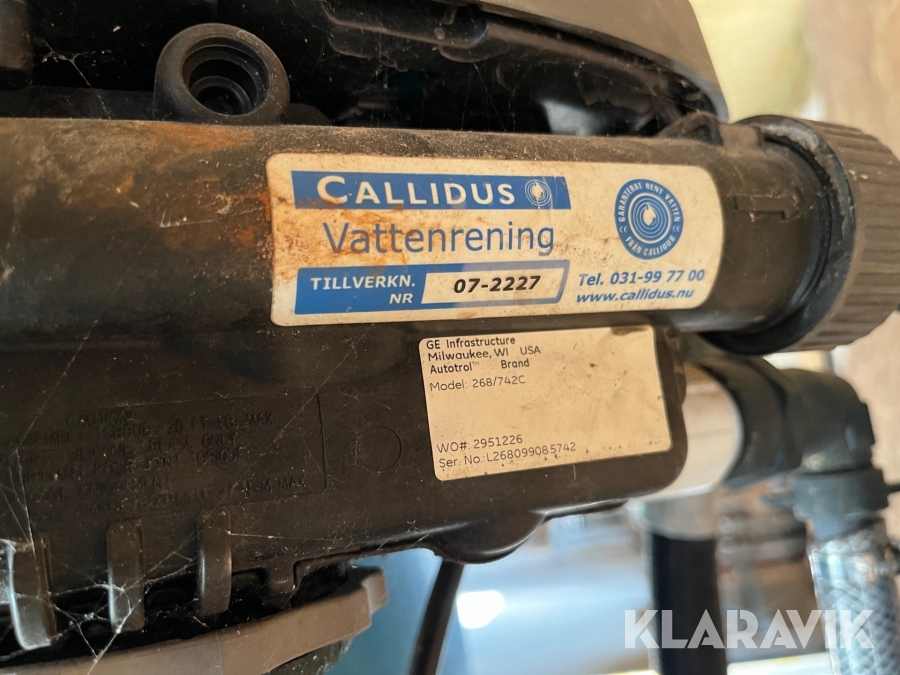 CALLIDUS
Vattenrening
TILLVERKN. NR 07-2227
GARANTERAT RENT VATTEN
FRÅN CALLIDUS
Tel. 031-99 77 00
www.callidus.nu
GE Infrastructure
Milwaukee, WI USA
Autotrol™ Brand
Model: 268/742C
WO#: 2951226
Ser. No: L268099085742
KLARAVIK